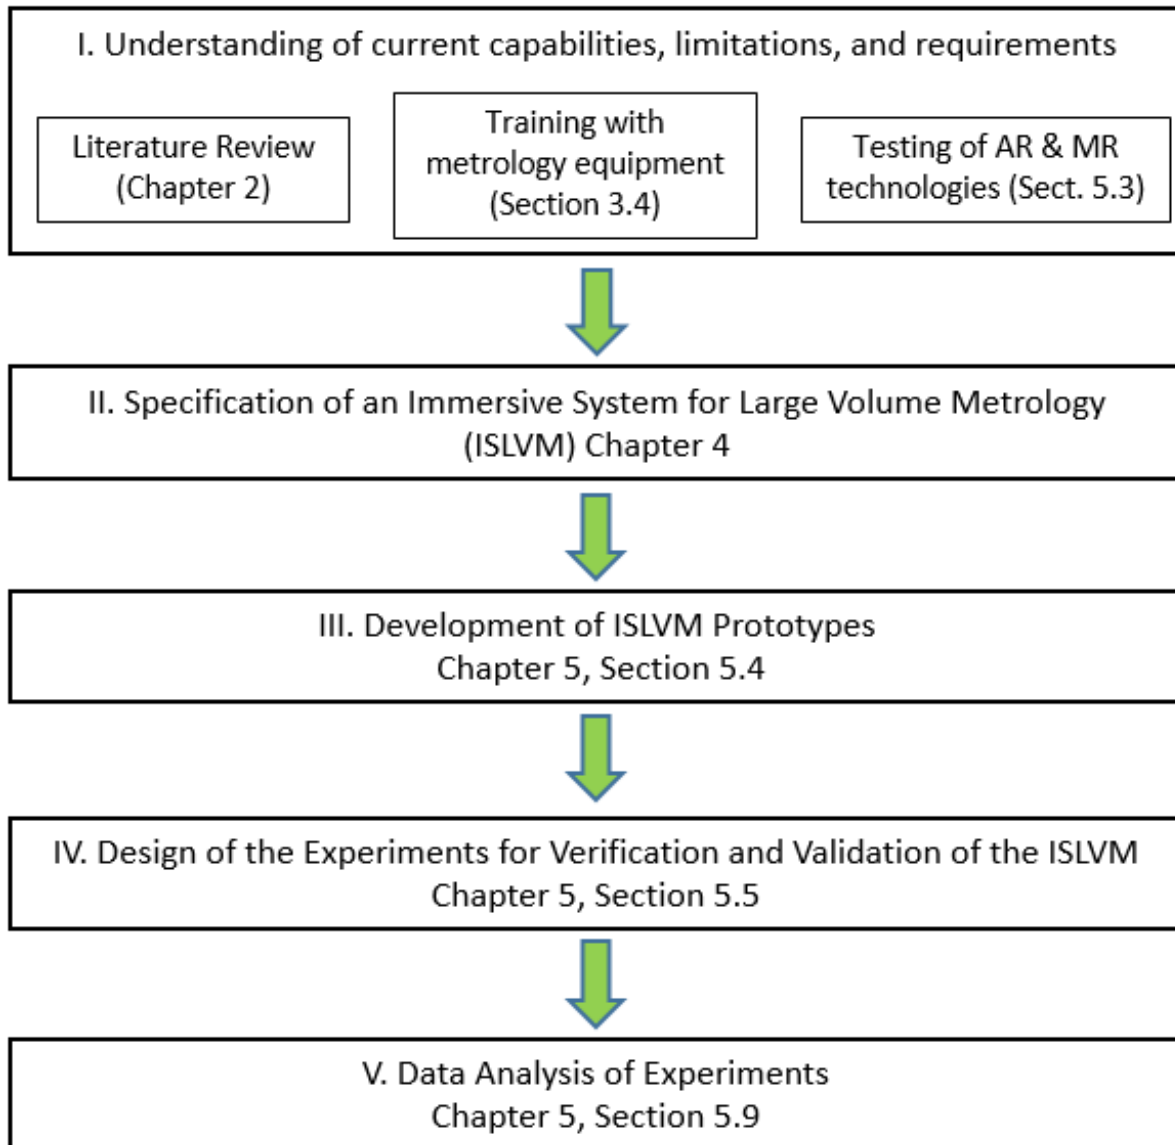 I. Understanding of current capabilities, limitations, and requirements
Literature Review
(Chapter 2)
Training with
metrology equipment
(Section 3.4)
Testing of AR & MR
technologies (Sect. 5.3)
II. Specification of an Immersive System for Large Volume Metrology
(ISLVM) Chapter 4
III. Development of ISLVM Prototypes
Chapter 5, Section 5.4
IV. Design of the Experiments for Verification and Validation of the ISLVM
Chapter 5, Section 5.5
V. Data Analysis of Experiments
Chapter 5, Section 5.9